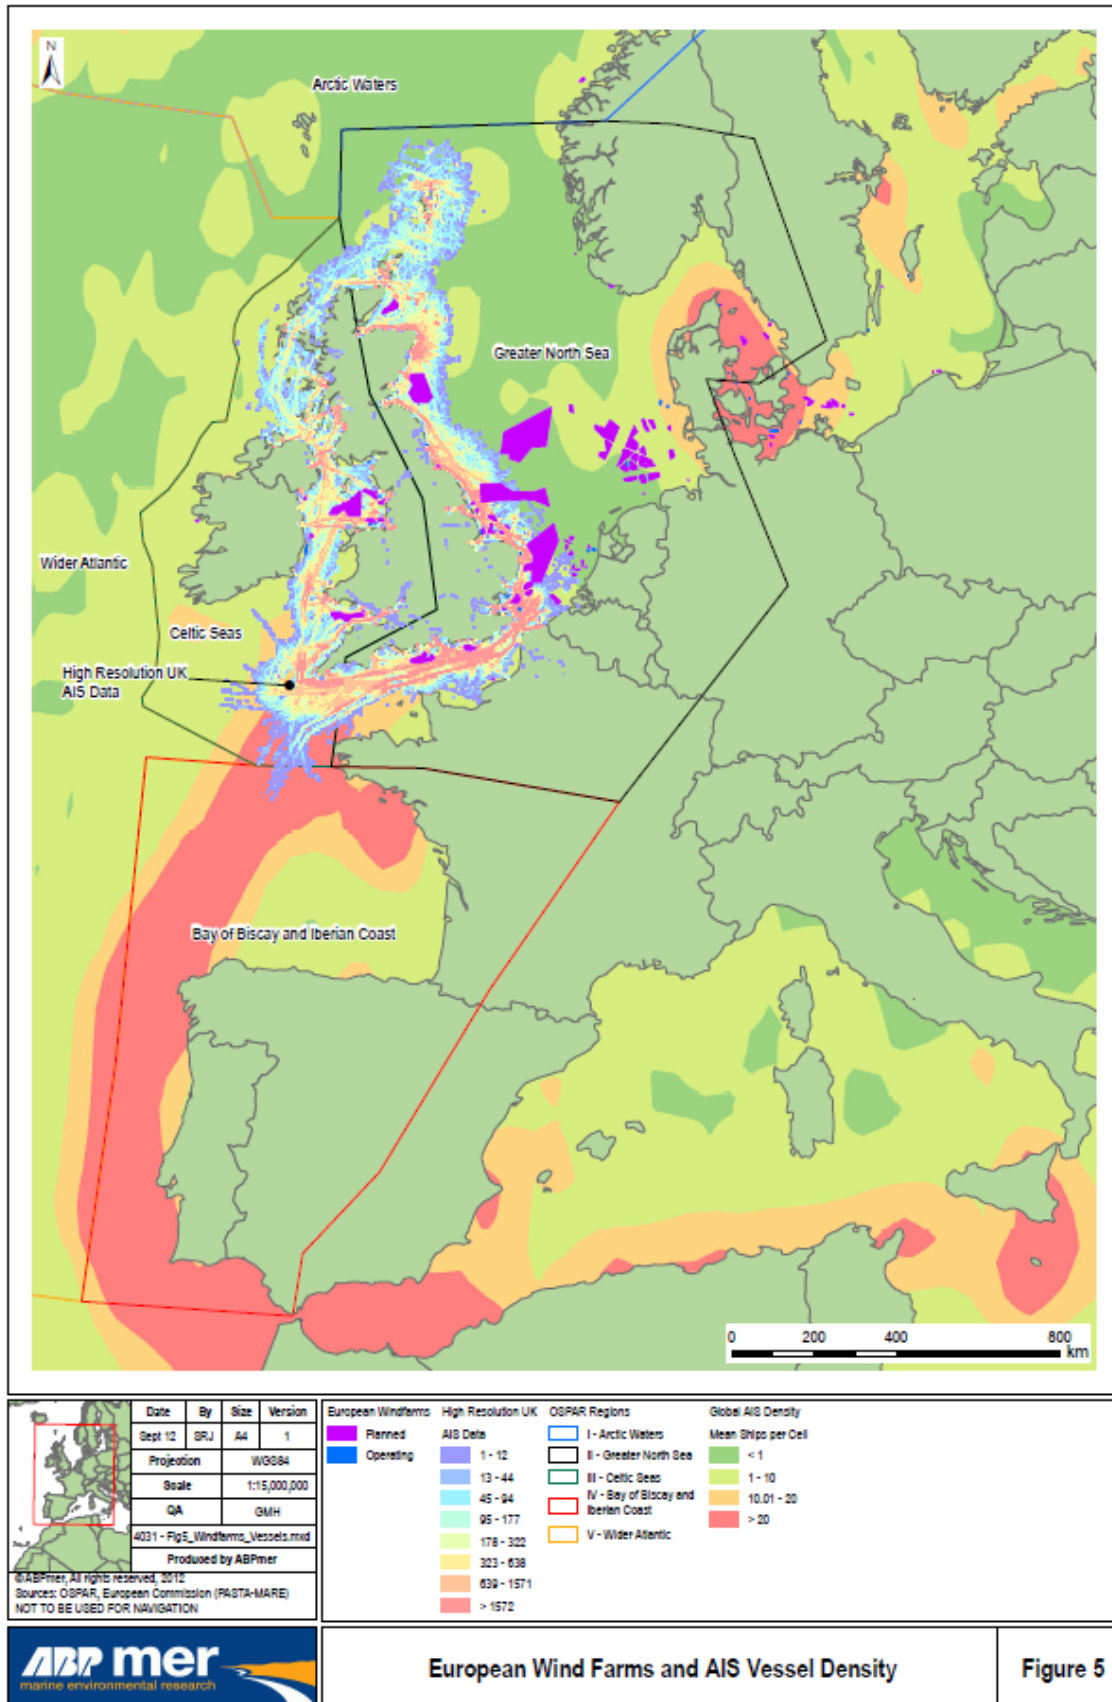 N
Arctic Waters
Greater North Sea
Wider Atlantic
Celtic Seas
High Resolution UK
AIS Data
Bay of Biscay and Iberian Coast
0 200 400 800
km
Date By Size Version
Sept 12 SRJ A4 1
Projection WGS84
Scale 1:15,000,000
QA GMH
4031 - Fig5_Windfarms_Vessels.mxd
Produced by ABPmer
©ABPmer, All rights reserved, 2012
Sources: OSPAR, European Commission (PASTA-MARE)
NOT TO BE USED FOR NAVIGATION
European Windfarms
Planned
Operating
High Resolution UK
AIS Data
1 - 12
13 - 44
45 - 94
95 - 177
178 - 322
323 - 638
639 - 1571
> 1572
OSPAR Regions
I - Arctic Waters
II - Greater North Sea
III - Celtic Seas
IV - Bay of Biscay and
Iberian Coast
V - Wider Atlantic
Global AIS Density
Mean Ships per Cell
< 1
1 - 10
10.01 - 20
> 20
ABP mer
marine environmental research
European Wind Farms and AIS Vessel Density
Figure 5